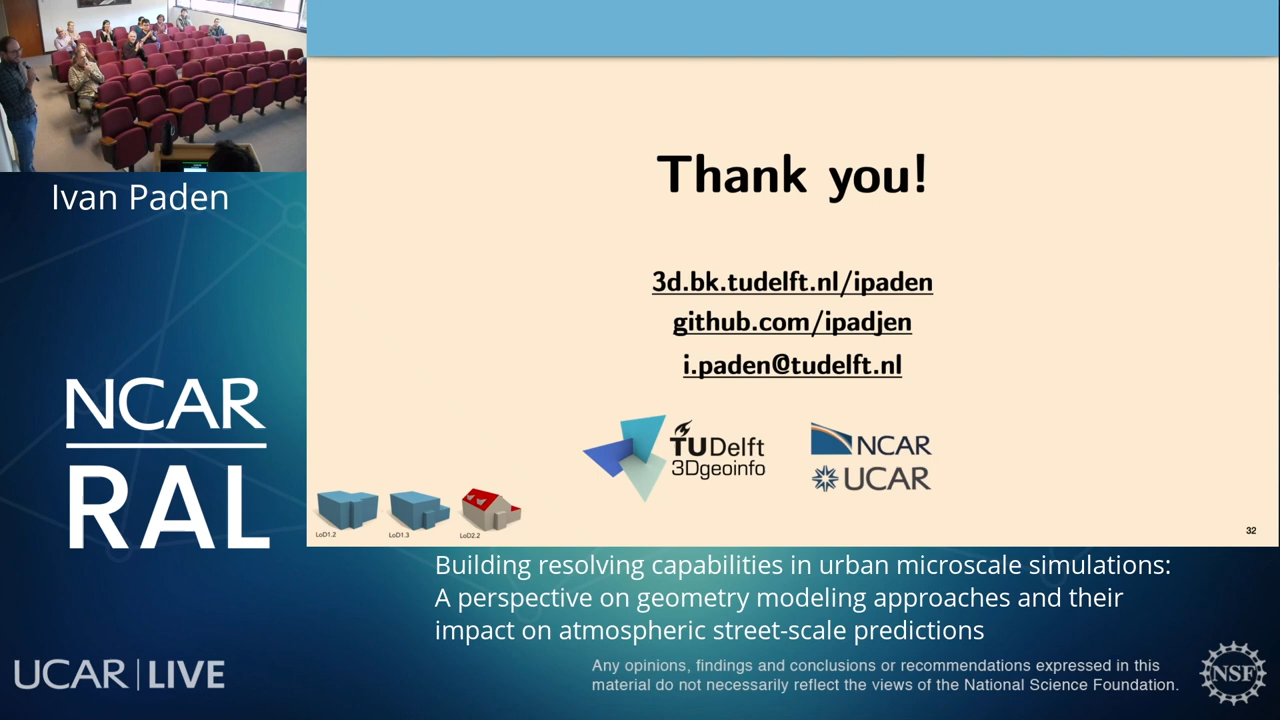 Ivan Paden
NCAR
RAL
UCAR | LIVE
Thank you!
3d.bk.tudelft.nl/ipaden
github.com/ipadjen
i.paden@tudelft.nl
TUDelft
3Dgeoinfo
NCAR
UCAR
LoD1.2
LoD1.3
LoD2.2
32
Building resolving capabilities in urban microscale simulations:
A perspective on geometry modeling approaches and their
impact on atmospheric street-scale predictions
Any opinions, findings and conclusions or recommendations expressed in this
material do not necessarily reflect the views of the National Science Foundation.
NSF